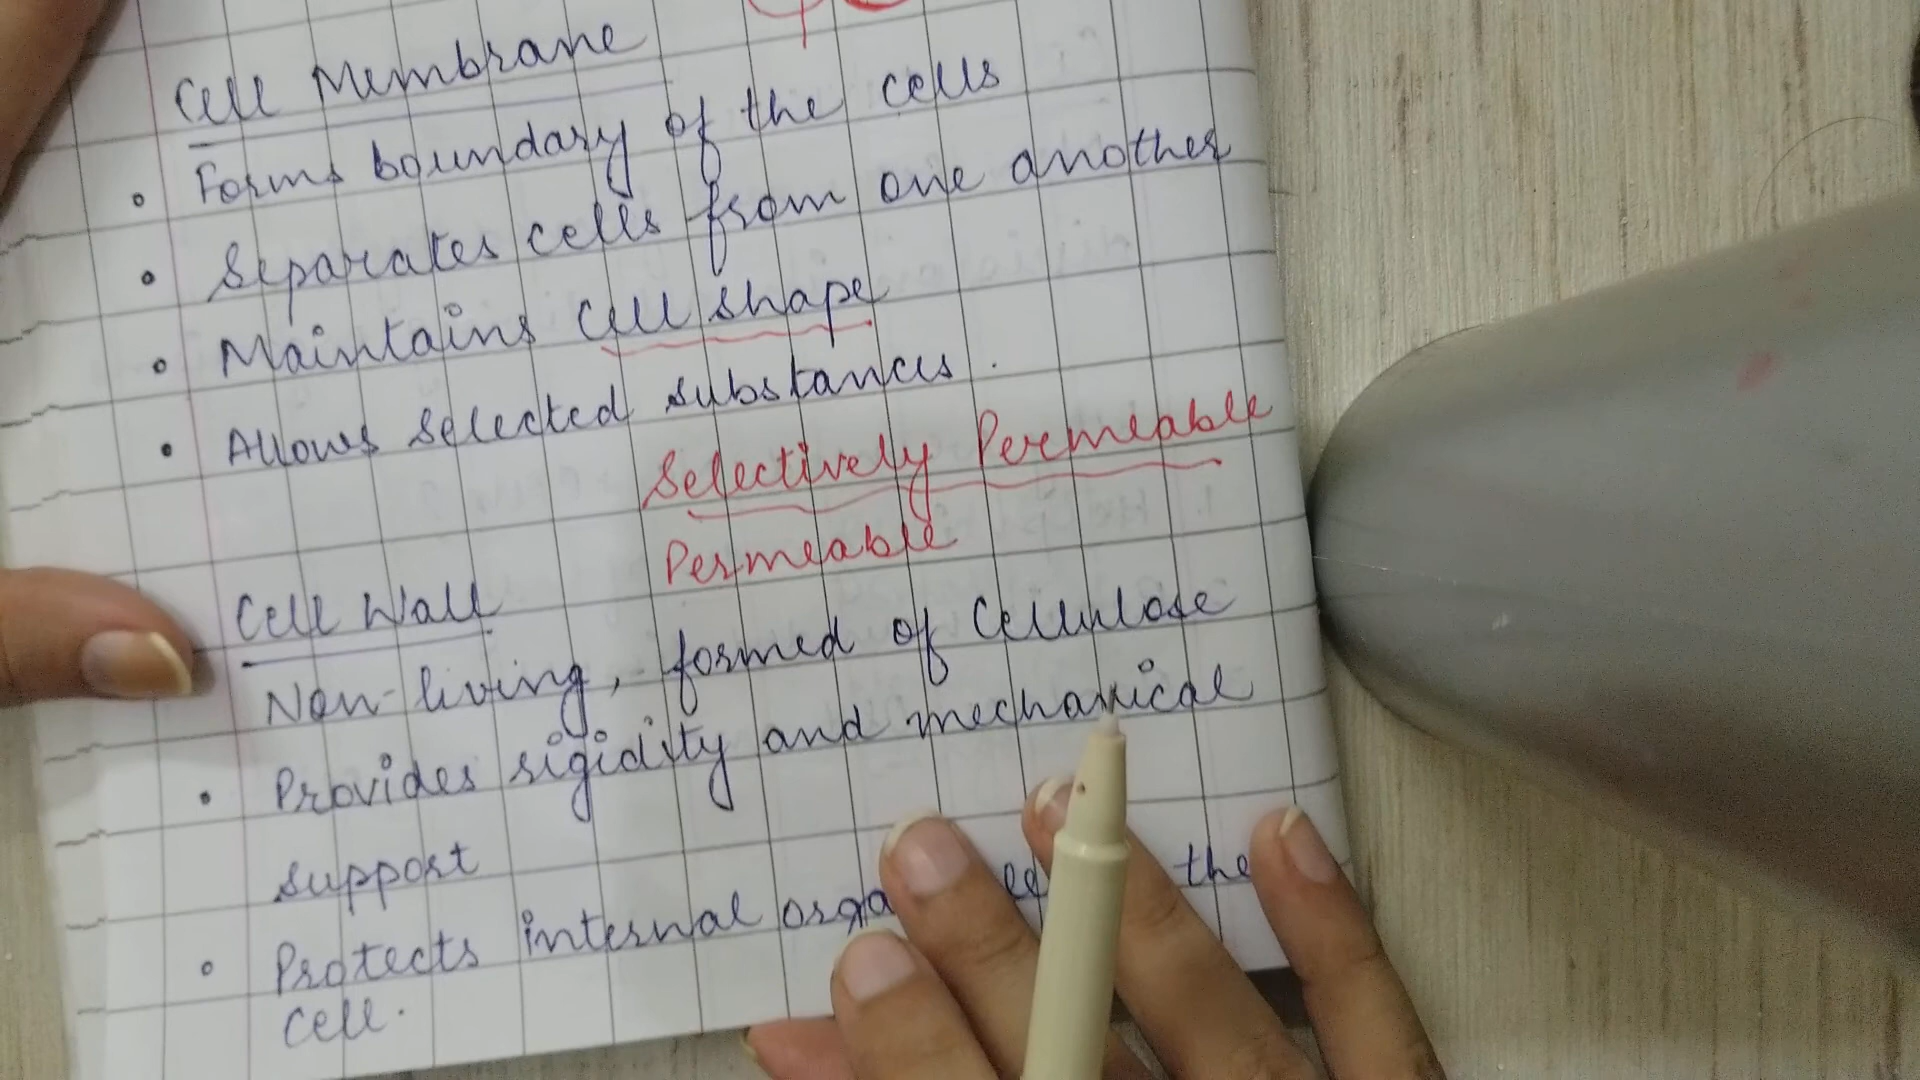 Cell Membrane
• Forms boundary of the cells
• Separates cells from one another
• Maintains Cell shape
• Allows selected substances.
Selectively Permeable
Permeable
Cell Wall
Non-living, formed of Cellulose
• Provides rigidity and mechanical
support
• Protects internal the
Cell.